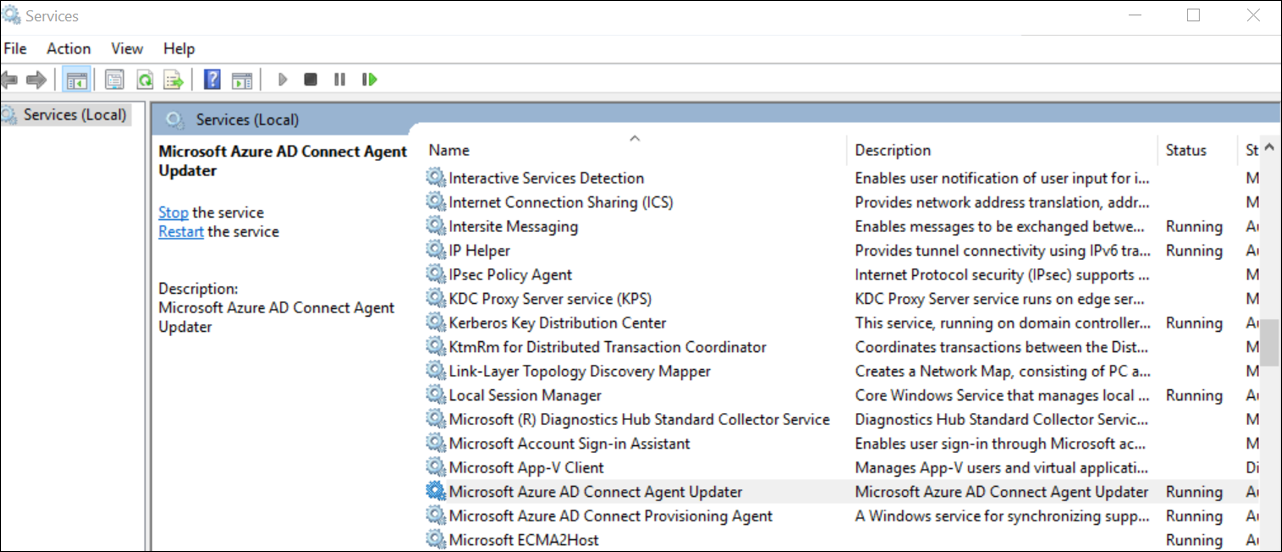 Services
File Action View Help
Services (Local)
Services (Local)
Microsoft Azure AD Connect Agent
Updater
Stop the service
Restart the service
Description:
Microsoft Azure AD Connect Agent
Updater
Name Description Status St
Interactive Services Detection Enables user notification of user input for i... M
Internet Connection Sharing (ICS) Provides network address translation, addr... M
Intersite Messaging Enables messages to be exchanged betwe... Running Au
IP Helper Provides tunnel connectivity using IPv6 tra... Running Au
IPsec Policy Agent Internet Protocol security (IPsec) supports ... M
KDC Proxy Server service (KPS) KDC Proxy Server service runs on edge ser... M
Kerberos Key Distribution Center This service, running on domain controller... Running Au
KtmRm for Distributed Transaction Coordinator Coordinates transactions between the Dist... M
Link-Layer Topology Discovery Mapper Creates a Network Map, consisting of PC a... M
Local Session Manager Core Windows Service that manages local ... Running Au
Microsoft (R) Diagnostics Hub Standard Collector Service Diagnostics Hub Standard Collector Servic... M
Microsoft Account Sign-in Assistant Enables user sign-in through Microsoft ac... M
Microsoft App-V Client Manages App-V users and virtual applicati... Di
Microsoft Azure AD Connect Agent Updater Microsoft Azure AD Connect Agent Updater Running Au
Microsoft Azure AD Connect Provisioning Agent A Windows service for synchronizing supp... Running Au
Microsoft ECMA2Host Running Au